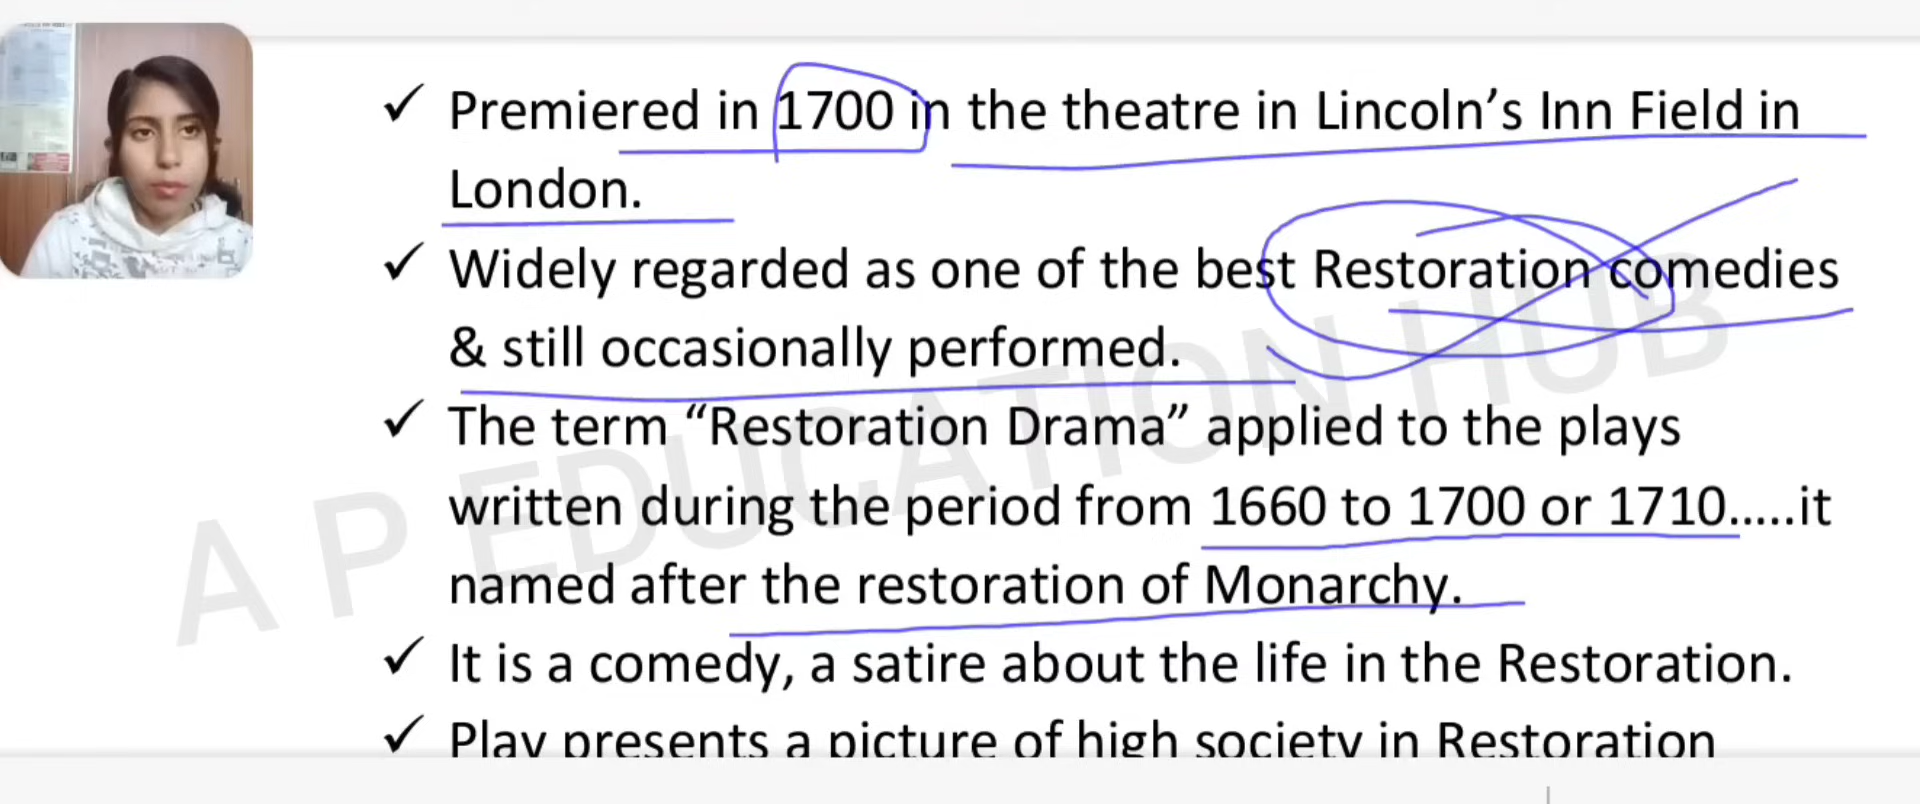 ✓ Premiered in 1700 in the theatre in Lincoln’s Inn Field in
London.
✓ Widely regarded as one of the best Restoration comedies
& still occasionally performed.
✓ The term “Restoration Drama” applied to the plays
written during the period from 1660 to 1700 or 1710.....it
named after the restoration of Monarchy.
✓ It is a comedy, a satire about the life in the Restoration.
✓ Play presents a picture of high society in Restoration
A P EDUCATION HUB